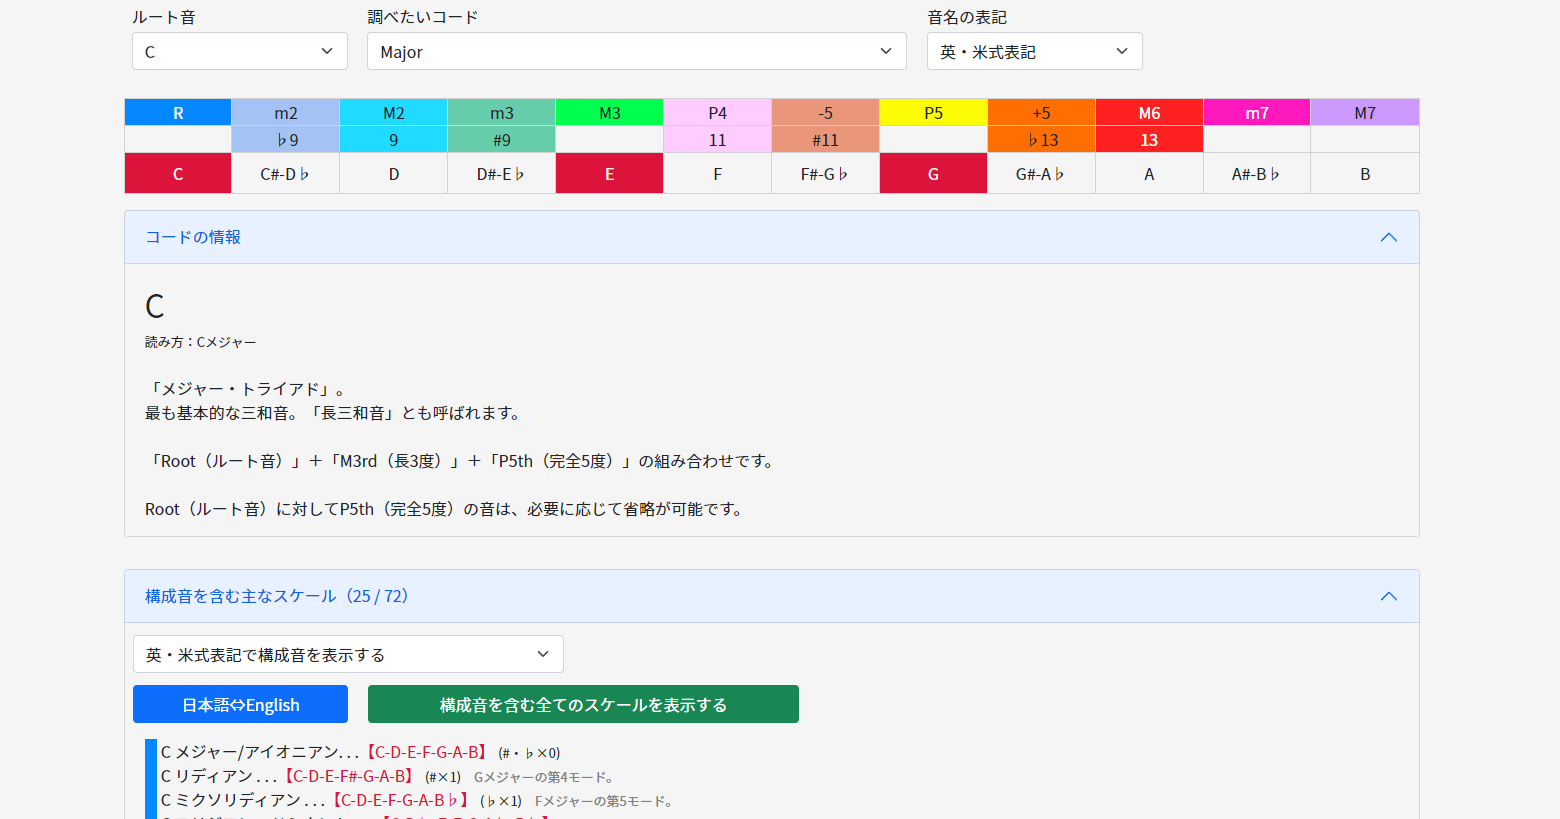 ルート音 調べたいコード 音名の表記
C Major 英・米式表記
R m2 M2 m3 M3 P4 -5 P5 +5 M6 m7 M7
♭9 9 #9 11 #11 ♭13 13
C C#-D♭ D D#-E♭ E F F#-G♭ G G#-A♭ A A#-B♭ B
コードの情報
C
読み方：Cメジャー
「メジャー・トライアド」。
最も基本的な三和音。「長三和音」とも呼ばれます。
「Root（ルート音）」＋「M3rd（長3度）」＋「P5th（完全5度）」の組み合わせです。
Root（ルート音）に対してP5th（完全5度）の音は、必要に応じて省略が可能です。
構成音を含む主なスケール（25 / 72）
英・米式表記で構成音を表示する
日本語⇔English 構成音を含む全てのスケールを表示する
C メジャー/アイオニアン...【C-D-E-F-G-A-B】 (#・♭×0)
C リディアン...【C-D-E-F#-G-A-B】 (#×1) Gメジャーの第4モード。
C ミクソリディアン...【C-D-E-F-G-A-B♭】 (♭×1) Fメジャーの第5モード。